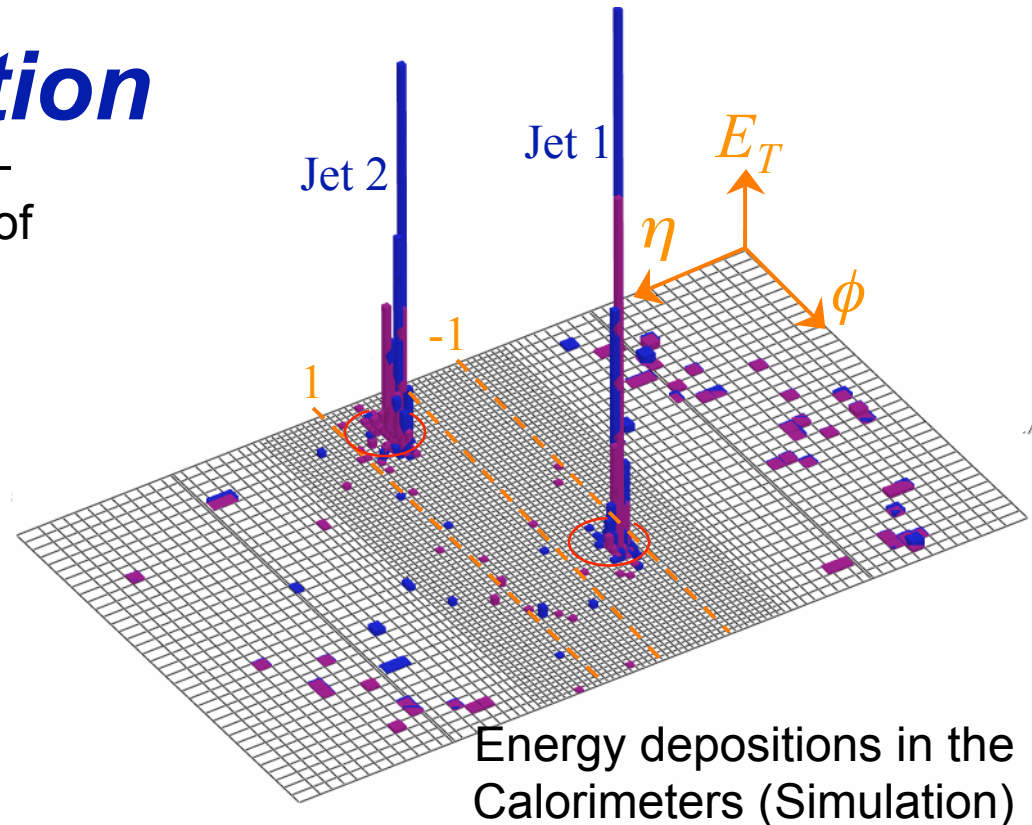 tion
of
Jet 2
Jet 1
E_T
η
ϕ
-1
1
Energy depositions in the
Calorimeters (Simulation)